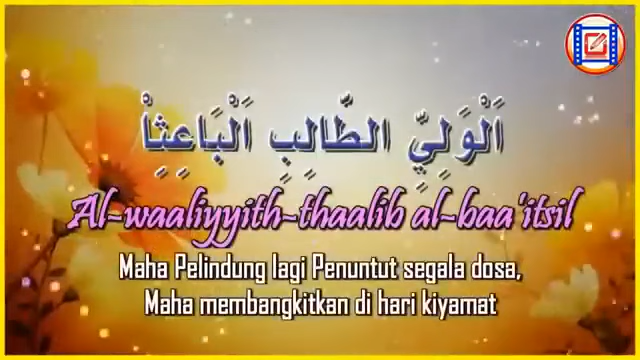 اَلْوَلِيِّ الطَّالِبِ اَلْبَاعِثِاْ
Al-waaliyyith-thaalib al-baa'itsil
Maha Pelindung lagi Penuntut segala dosa,
Maha membangkitkan di hari kiyamat